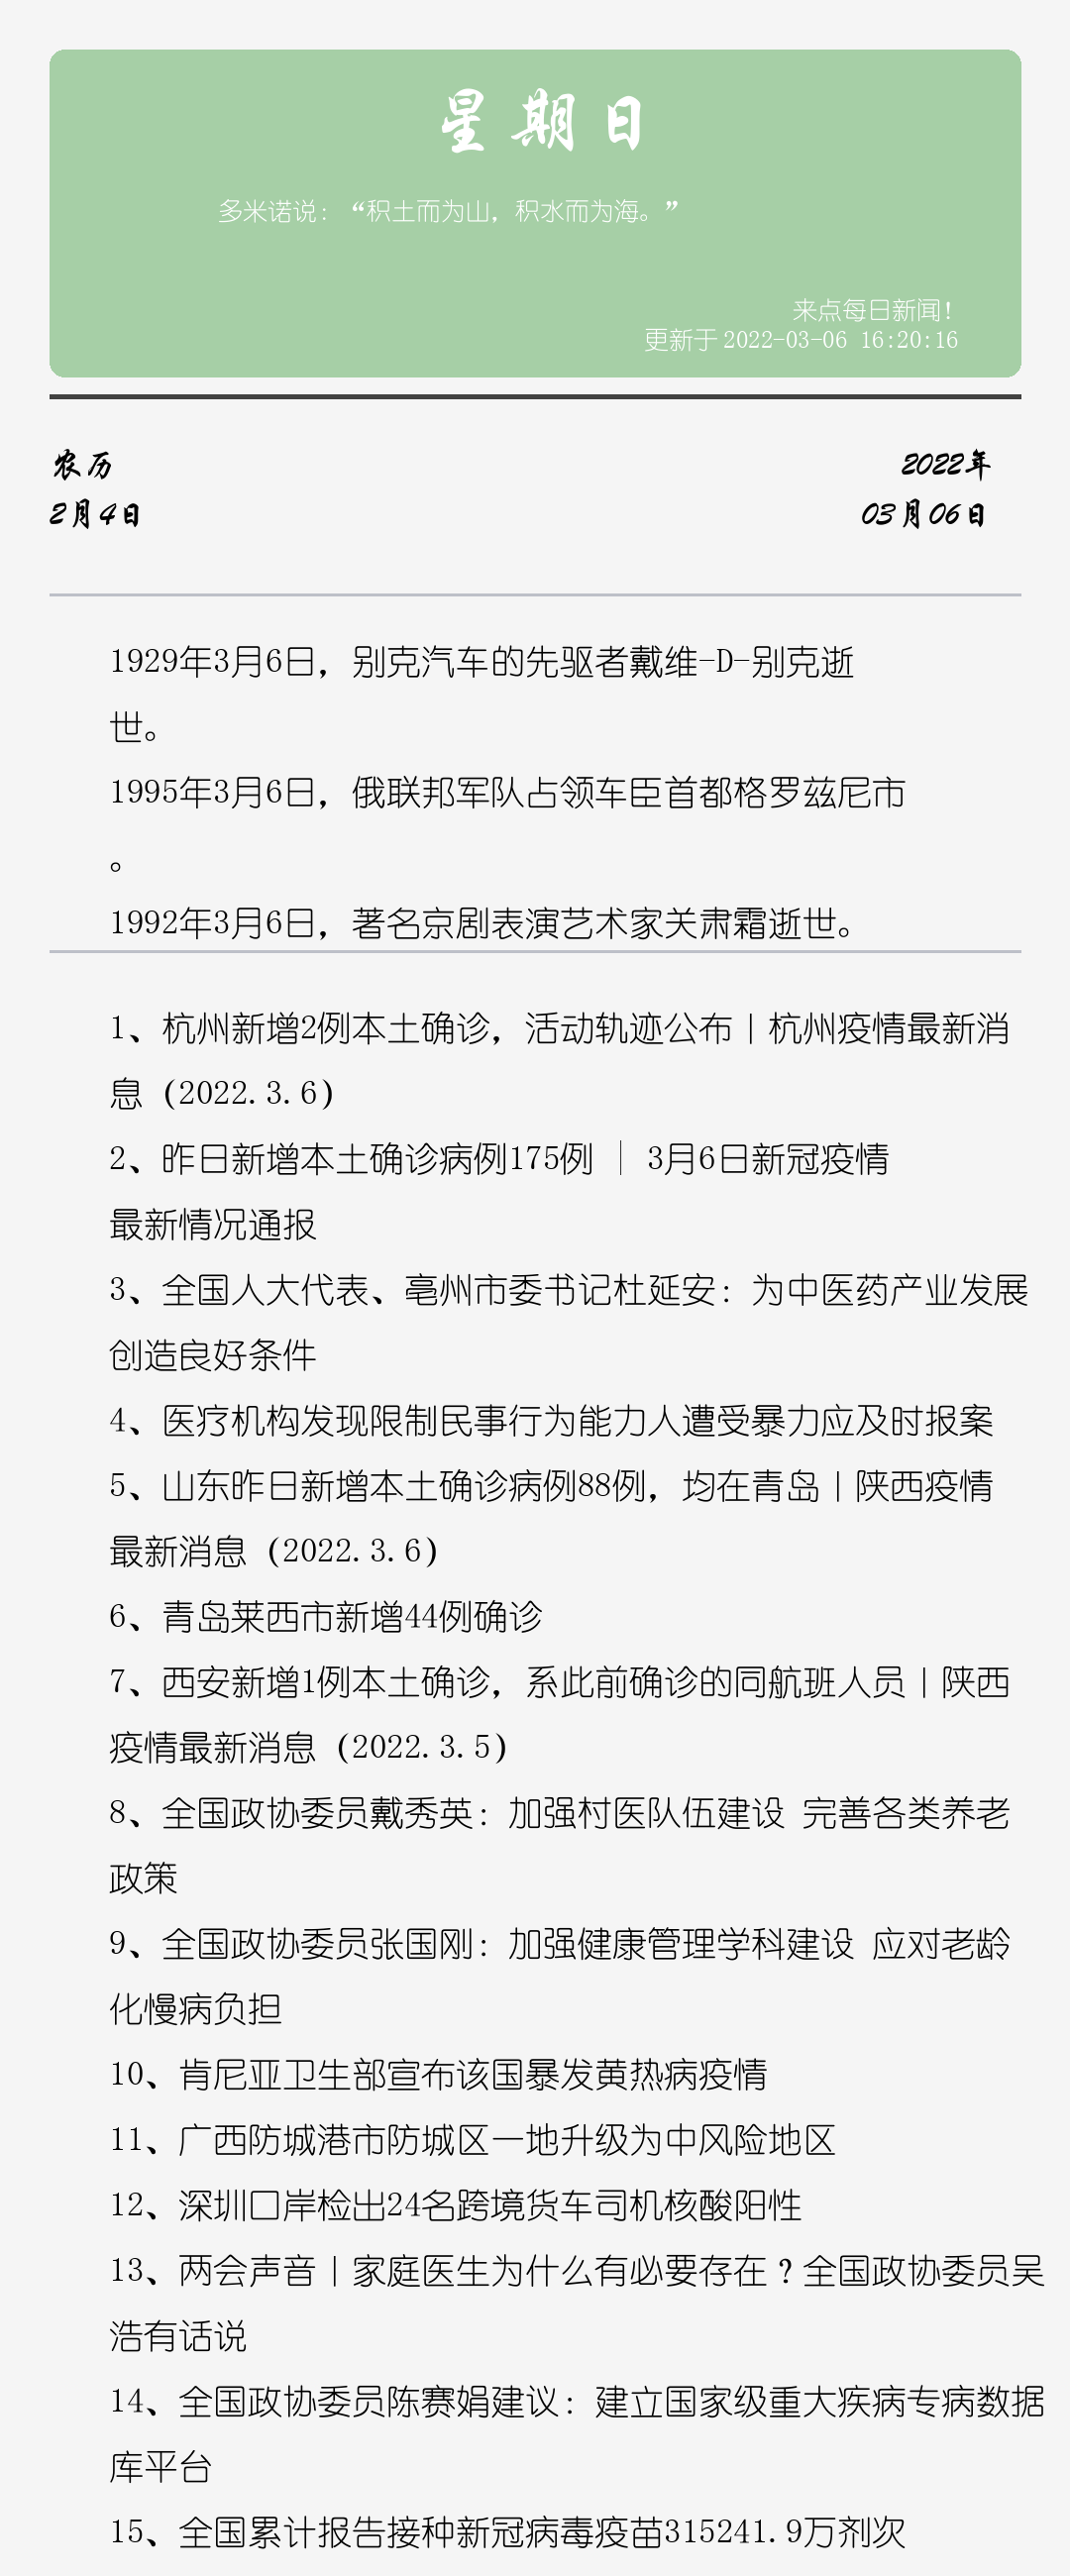 星期日
多米诺说：“积土而为山，积水而为海。”
来点每日新闻！
更新于 2022-03-06 16:20:16
农历
2月4日
2022年
03月06日
1929年3月6日，别克汽车的先驱者戴维-D-别克逝
世。
1995年3月6日，俄联邦军队占领车臣首都格罗兹尼市
。
1992年3月6日，著名京剧表演艺术家关肃霜逝世。
1、杭州新增2例本土确诊，活动轨迹公布丨杭州疫情最新消
息（2022.3.6）
2、昨日新增本土确诊病例175例 │ 3月6日新冠疫情
最新情况通报
3、全国人大代表、亳州市委书记杜延安：为中医药产业发展
创造良好条件
4、医疗机构发现限制民事行为能力人遭受暴力应及时报案
5、山东昨日新增本土确诊病例88例，均在青岛丨陕西疫情
最新消息（2022.3.6）
6、青岛莱西市新增44例确诊
7、西安新增1例本土确诊，系此前确诊的同航班人员丨陕西
疫情最新消息（2022.3.5）
8、全国政协委员戴秀英：加强村医队伍建设 完善各类养老
政策
9、全国政协委员张国刚：加强健康管理学科建设 应对老龄
化慢病负担
10、肯尼亚卫生部宣布该国暴发黄热病疫情
11、广西防城港市防城区一地升级为中风险地区
12、深圳口岸检出24名跨境货车司机核酸阳性
13、两会声音丨家庭医生为什么有必要存在？全国政协委员吴
浩有话说
14、全国政协委员陈赛娟建议：建立国家级重大疾病专病数据
库平台
15、全国累计报告接种新冠病毒疫苗315241.9万剂次